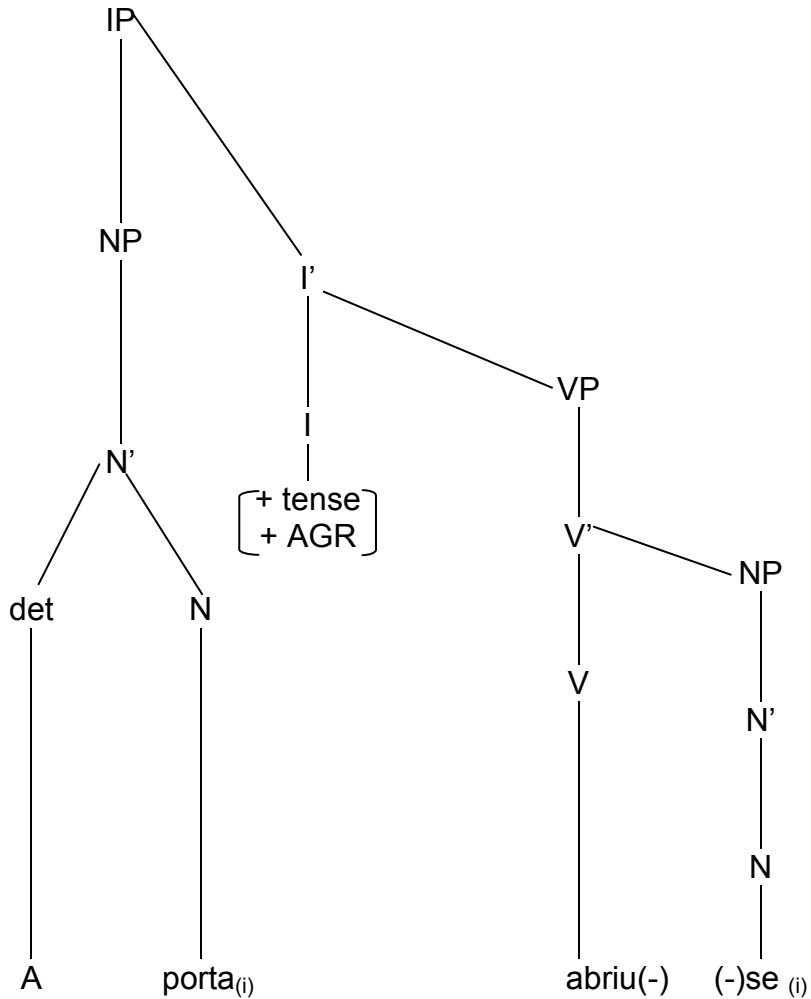 IP
NP
I’
VP
I
N’
+ tense
+ AGR
V’
NP
det N
V
N’
N
A porta(i) abriu(-) (-)se (i)